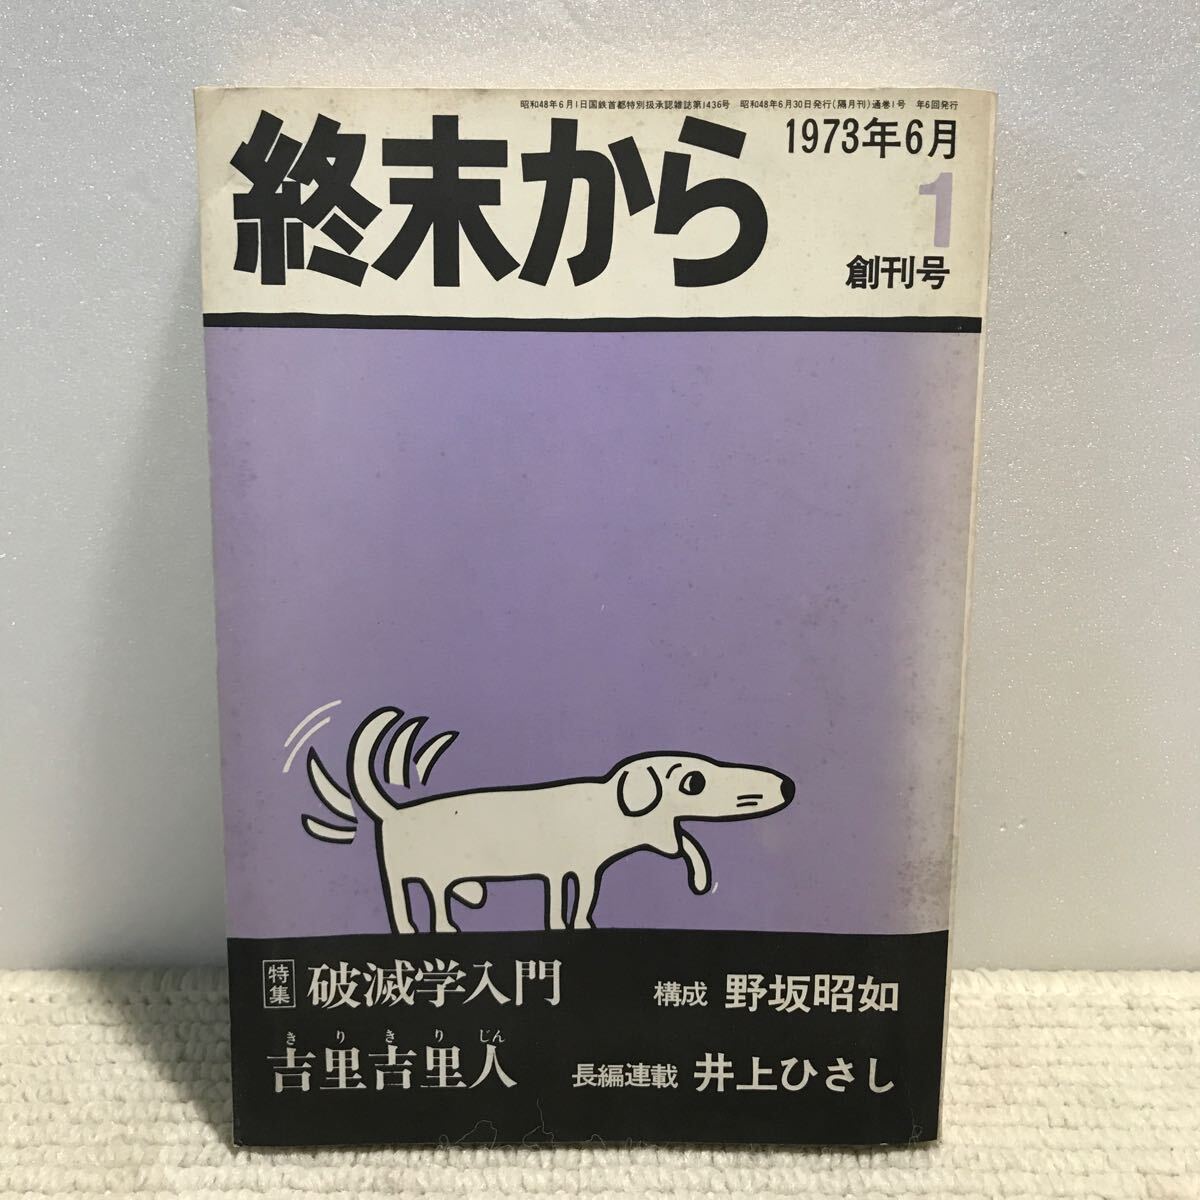 昭和48年6月1日国鉄首都特別扱承認雑誌第1436号 昭和48年6月30日発行(隔月刊)通巻1号 年6回発行
終末から
1973年6月
1
創刊号
特集 破滅学入門 構成 野坂昭如
きりきりじん
吉里吉里人 長編連載 井上ひさし